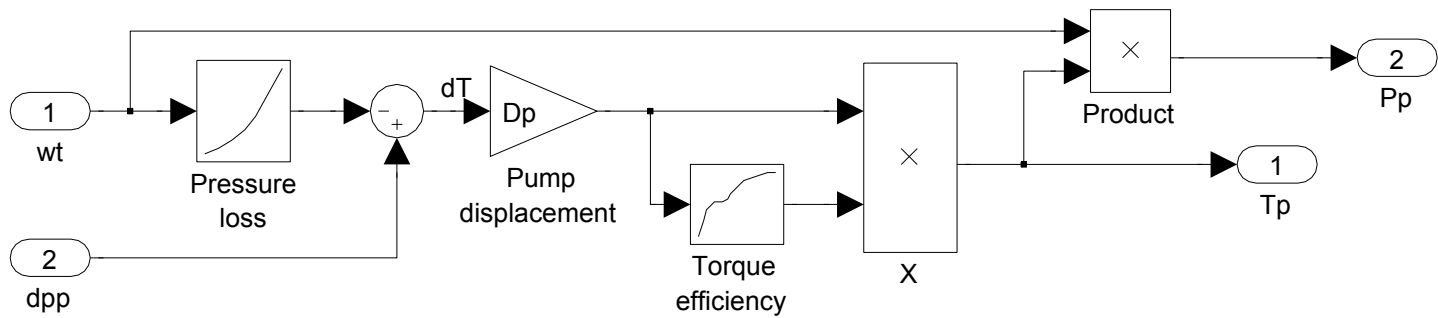 1
wt
Pressure
loss
2
dpp
-
+
dT
Dp
Pump
displacement
Torque
efficiency
×
X
×
Product
2
Pp
1
Tp